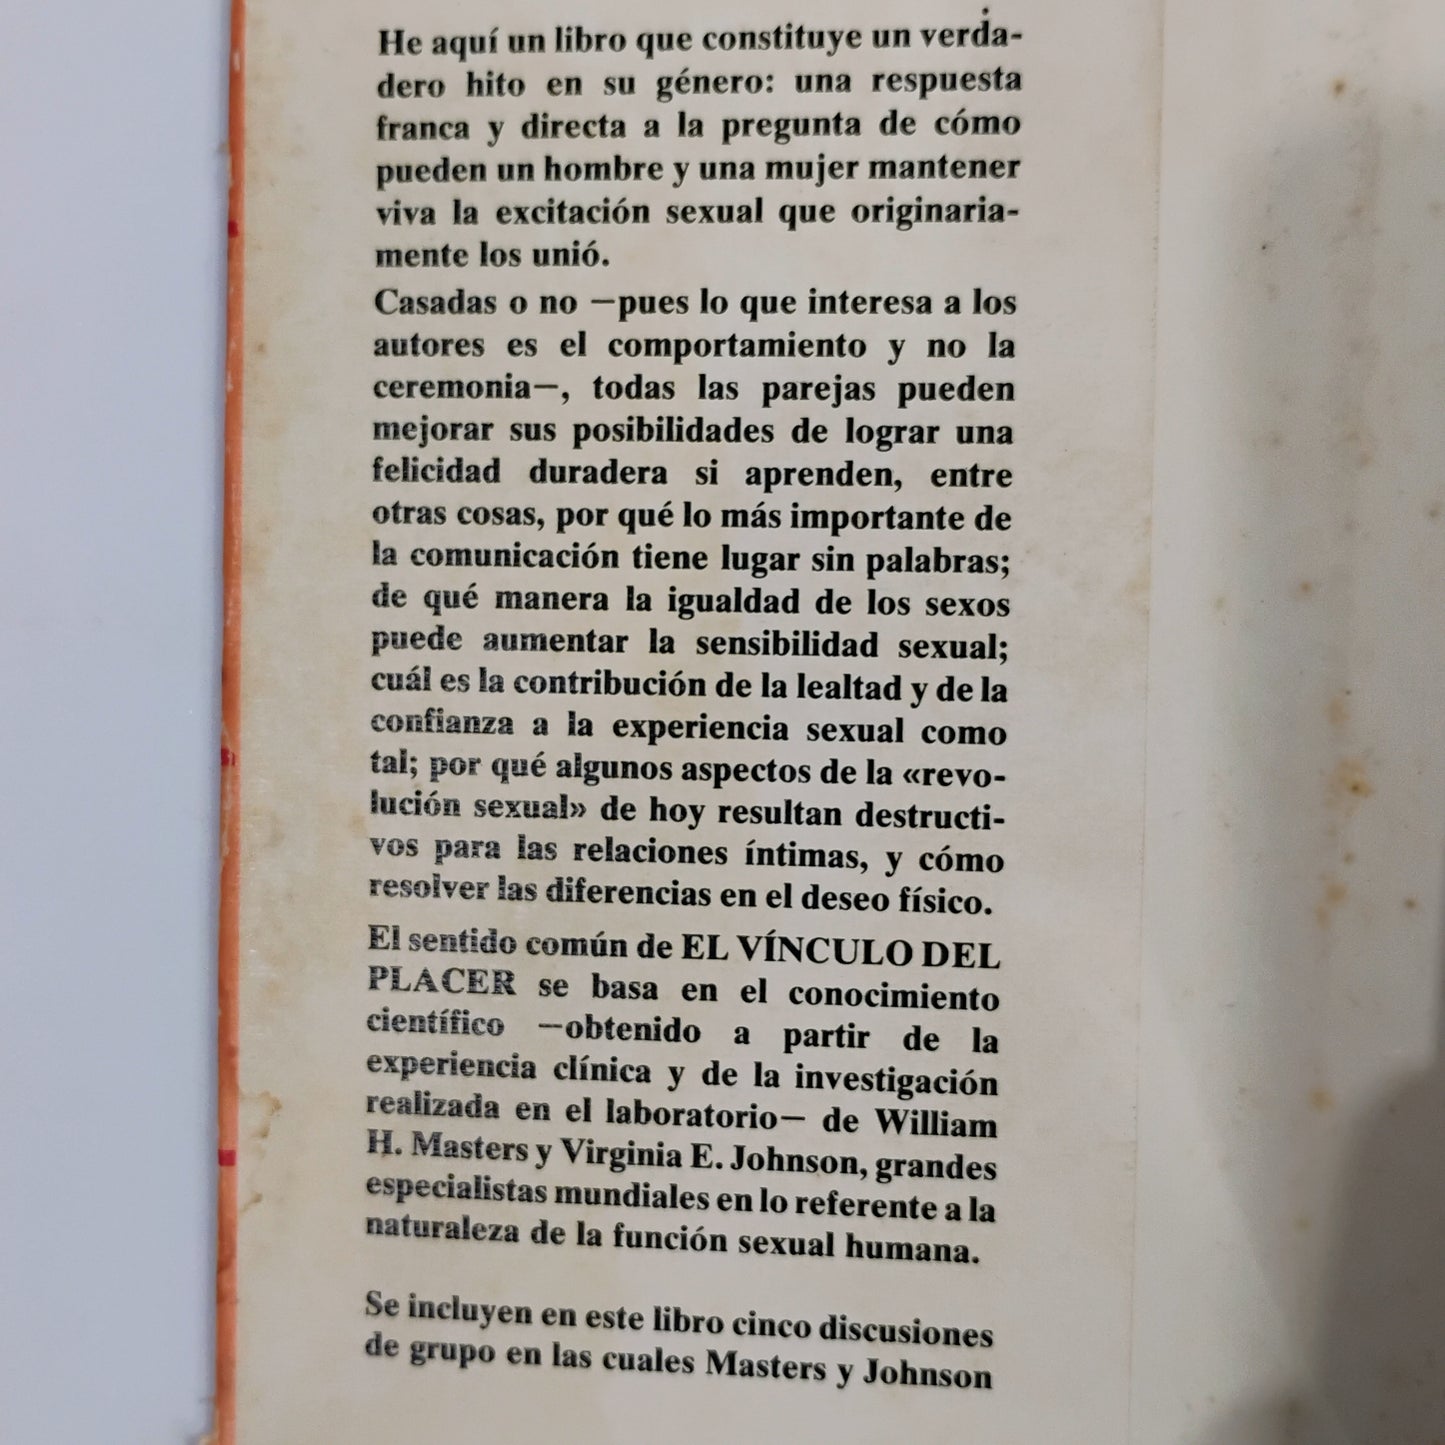 He aquí un libro que constituye un verda-
dero hito en su género: una respuesta
franca y directa a la pregunta de cómo
pueden un hombre y una mujer mantener
viva la excitación sexual que originaria-
mente los unió.
Casadas o no —pues lo que interesa a los
autores es el comportamiento y no la
ceremonia—, todas las parejas pueden
mejorar sus posibilidades de lograr una
felicidad duradera si aprenden, entre
otras cosas, por qué lo más importante de
la comunicación tiene lugar sin palabras;
de qué manera la igualdad de los sexos
puede aumentar la sensibilidad sexual;
cuál es la contribución de la lealtad y de la
confianza a la experiencia sexual como
tal; por qué algunos aspectos de la «revo-
lución sexual» de hoy resultan destructi-
vos para las relaciones íntimas, y cómo
resolver las diferencias en el deseo físico.
El sentido común de EL VÍNCULO DEL
PLACER se basa en el conocimiento
científico —obtenido a partir de la
experiencia clínica y de la investigación
realizada en el laboratorio— de William
H. Masters y Virginia E. Johnson, grandes
especialistas mundiales en lo referente a la
naturaleza de la función sexual humana.
Se incluyen en este libro cinco discusiones
de grupo en las cuales Masters y Johnson